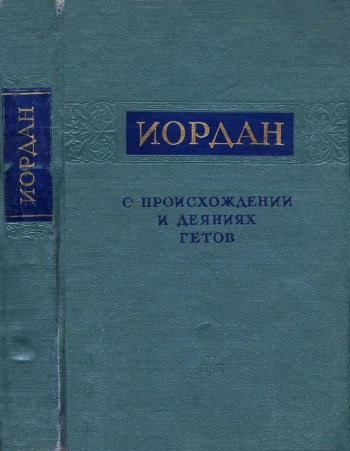 ИОРДАН
ИОРДАН
О ПРОИСХОЖДЕНИИ
И ДЕЯНИЯХ
ГЕТОВ